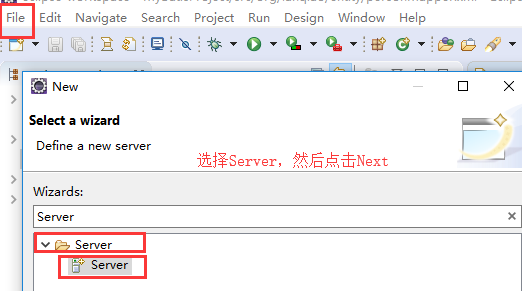 File Edit Navigate Search Project Run Design Window Help
New
Select a wizard
Define a new server
选择Server，然后点击Next
Wizards:
Server
Server
Server